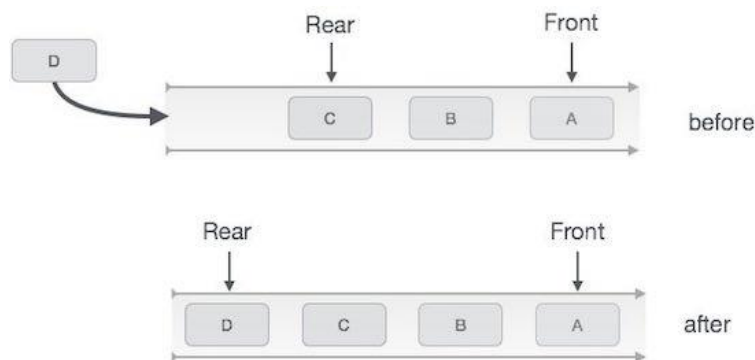 Rear Front
D
C B A
before
Rear Front
D C B A
after